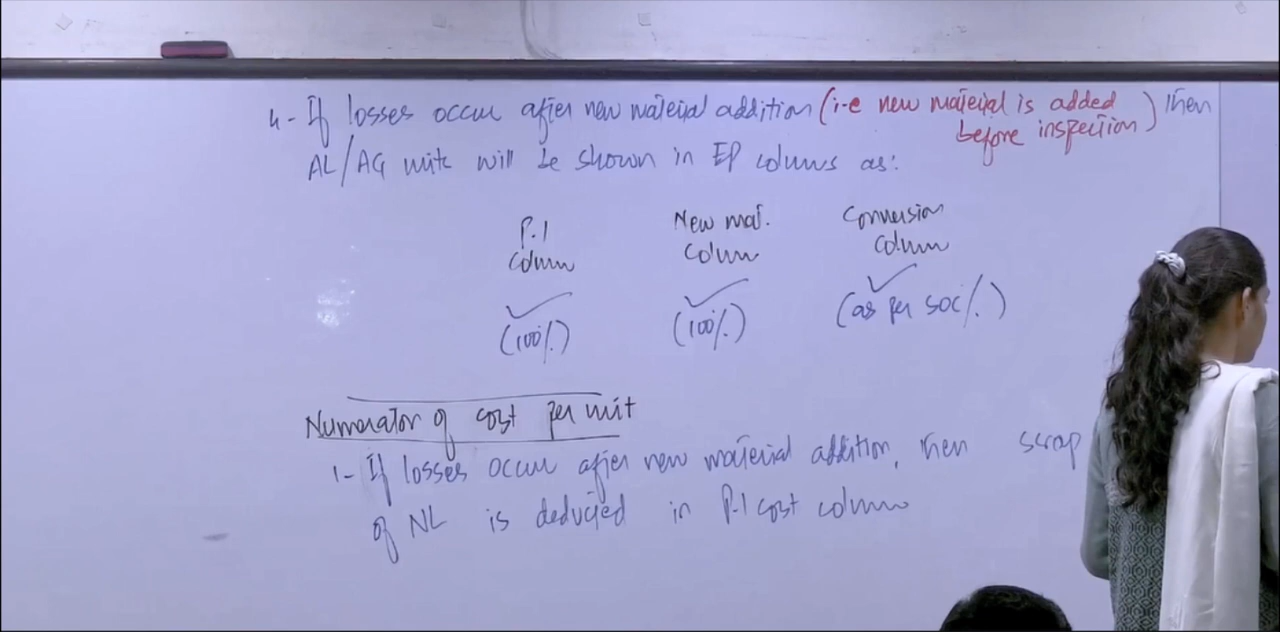 4- If losses occur after new material addition (i-e new material is added before inspection) then
AL/AG units will be shown in EP columns as:
P.1 Column
New mat. Column
Conversion Column
(100%)
(100%)
(as per SOC%)
Numerator of cost per unit
1- If losses occur after new material addition, then scrap
of NL is deducted in P.1 cost column